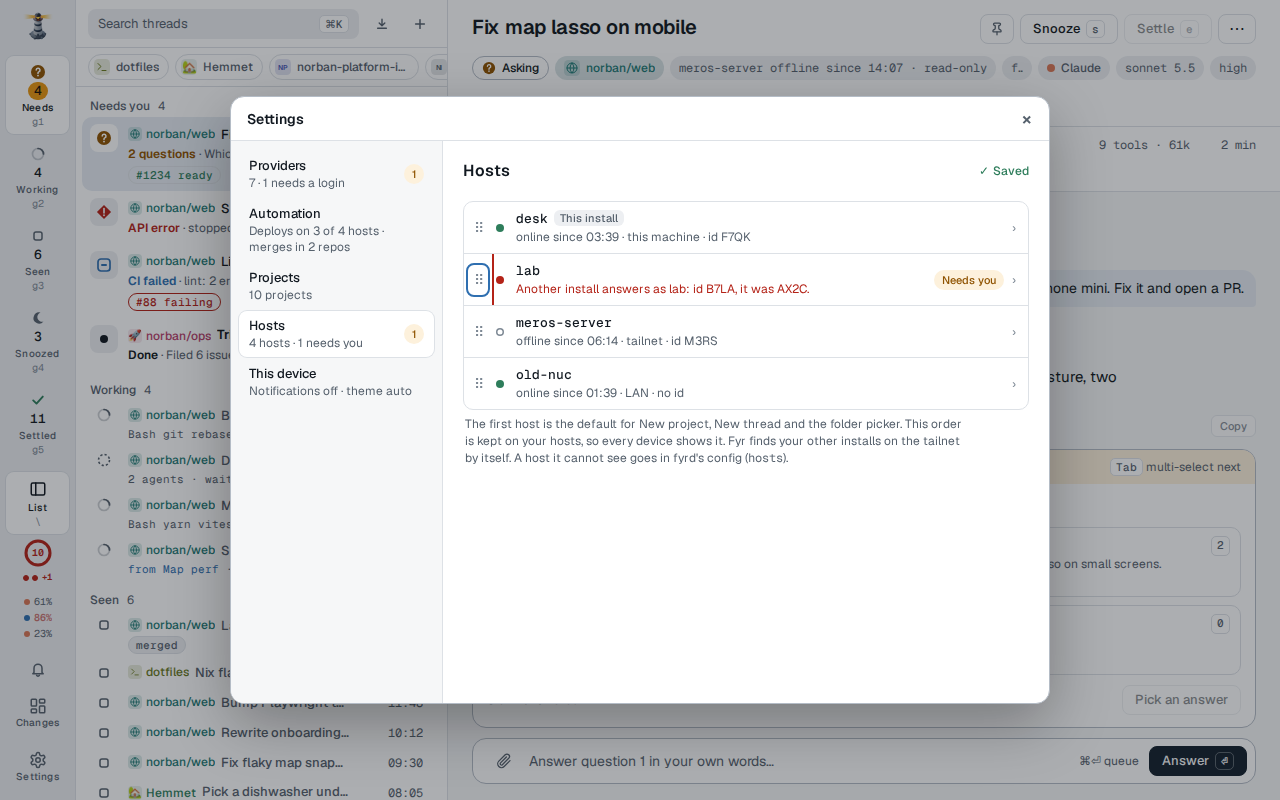 Search threads ⌘K
dotfiles Hemmet NP norban-platform-i…
Fix map lasso on mobile
Snooze s Settle e ⋯
? Asking norban/web meros-server offline since 14:07 · read-only f… Claude sonnet 5.5 high
9 tools · 61k 2 min
?
4
Needs
g1
4
Working
g2
6
Seen
g3
3
Snoozed
g4
11
Settled
g5
List
\
10
+1
61%
86%
23%
Changes
Settings
Needs you 4
norban/web F
2 questions · Whic
#1234 ready
norban/web S
API error · stopped
norban/web Li
CI failed · lint: 2 er
#88 failing
norban/ops Tr
Done · Filed 6 issue
Working 4
norban/web B
Bash git rebase
norban/web D
2 agents · wait
norban/web M
Bash yarn vites
norban/web S
from Map perf ·
Seen 6
norban/web L
merged
dotfiles Nix fla
norban/web Bump Playwright t… 11:43
norban/web Rewrite onboarding… 10:12
norban/web Fix flaky map snap… 09:30
Hemmet Pick a dishwasher und… 08:05
Settings ×
Providers
7 · 1 needs a login
1
Automation
Deploys on 3 of 4 hosts ·
merges in 2 repos
Projects
10 projects
Hosts
4 hosts · 1 needs you
1
This device
Notifications off · theme auto
Hosts ✓ Saved
desk This install
online since 03:39 · this machine · id F7QK
lab
Another install answers as lab: id B7LA, it was AX2C.
Needs you
meros-server
offline since 06:14 · tailnet · id M3RS
old-nuc
online since 01:39 · LAN · no id
The first host is the default for New project, New thread and the folder picker. This order
is kept on your hosts, so every device shows it. Fyr finds your other installs on the tailnet
by itself. A host it cannot see goes in fyrd's config (hosts).
one mini. Fix it and open a PR.
sture, two
Copy
Tab multi-select next
2
so on small screens.
0
Pick an answer
Answer question 1 in your own words…
⌘⏎ queue Answer ⏎